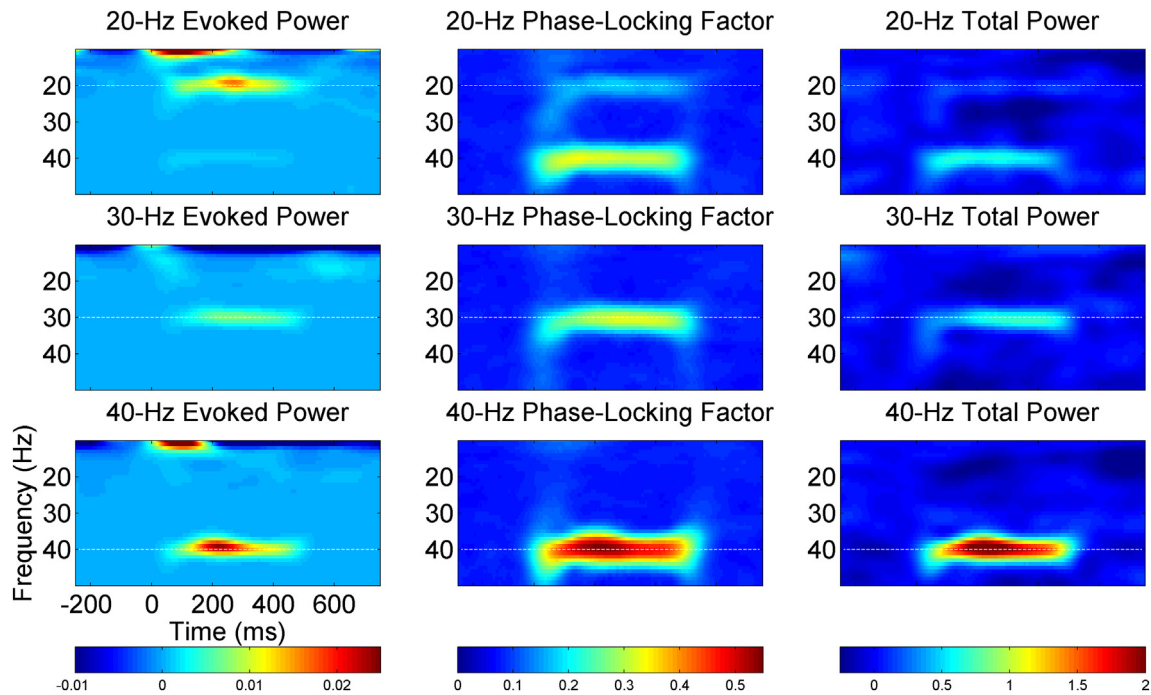 20-Hz Evoked Power
20-Hz Phase-Locking Factor
20-Hz Total Power
20
30
40
20
30
40
20
30
40
30-Hz Evoked Power
30-Hz Phase-Locking Factor
30-Hz Total Power
20
30
40
20
30
40
20
30
40
40-Hz Evoked Power
40-Hz Phase-Locking Factor
40-Hz Total Power
Frequency (Hz)
20
30
40
20
30
40
20
30
40
-200 0 200 400 600
Time (ms)
-0.01 0 0.01 0.02
0 0.1 0.2 0.3 0.4 0.5
0 0.5 1 1.5 2